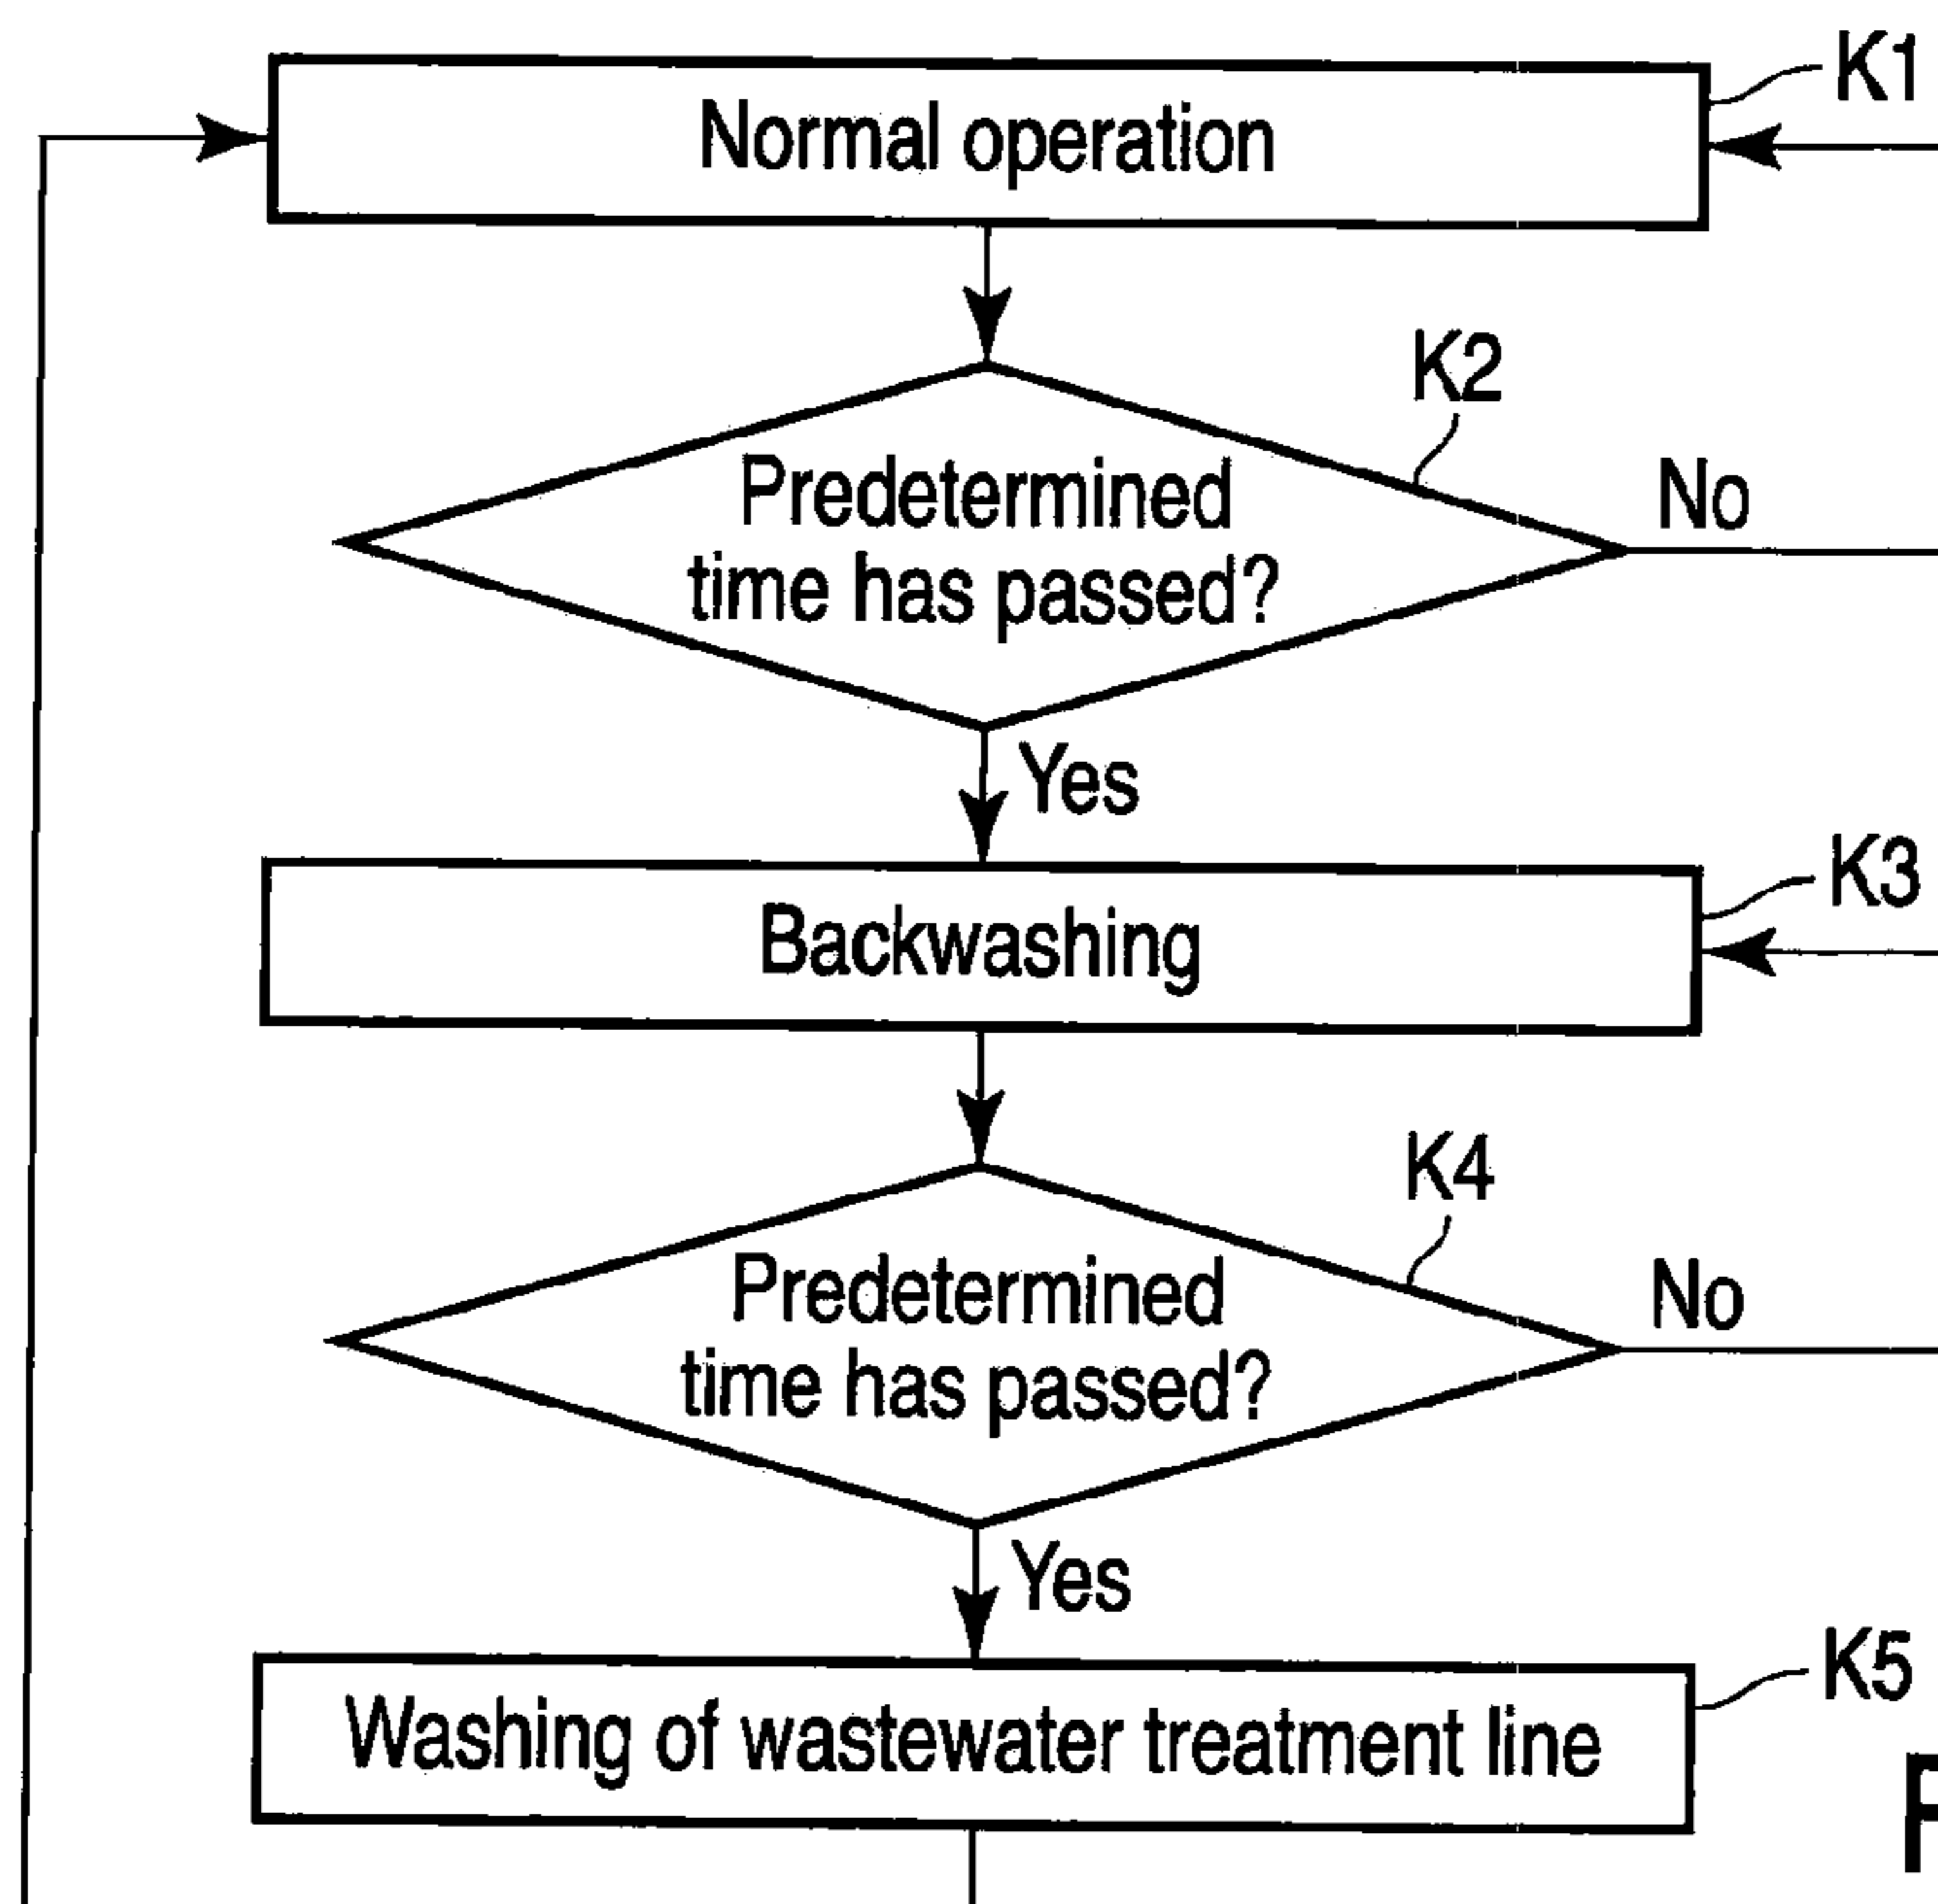 Normal operation
K1
K2
Predetermined
time has passed?
No
Yes
Backwashing
K3
K4
Predetermined
time has passed?
No
Yes
Washing of wastewater treatment line
K5